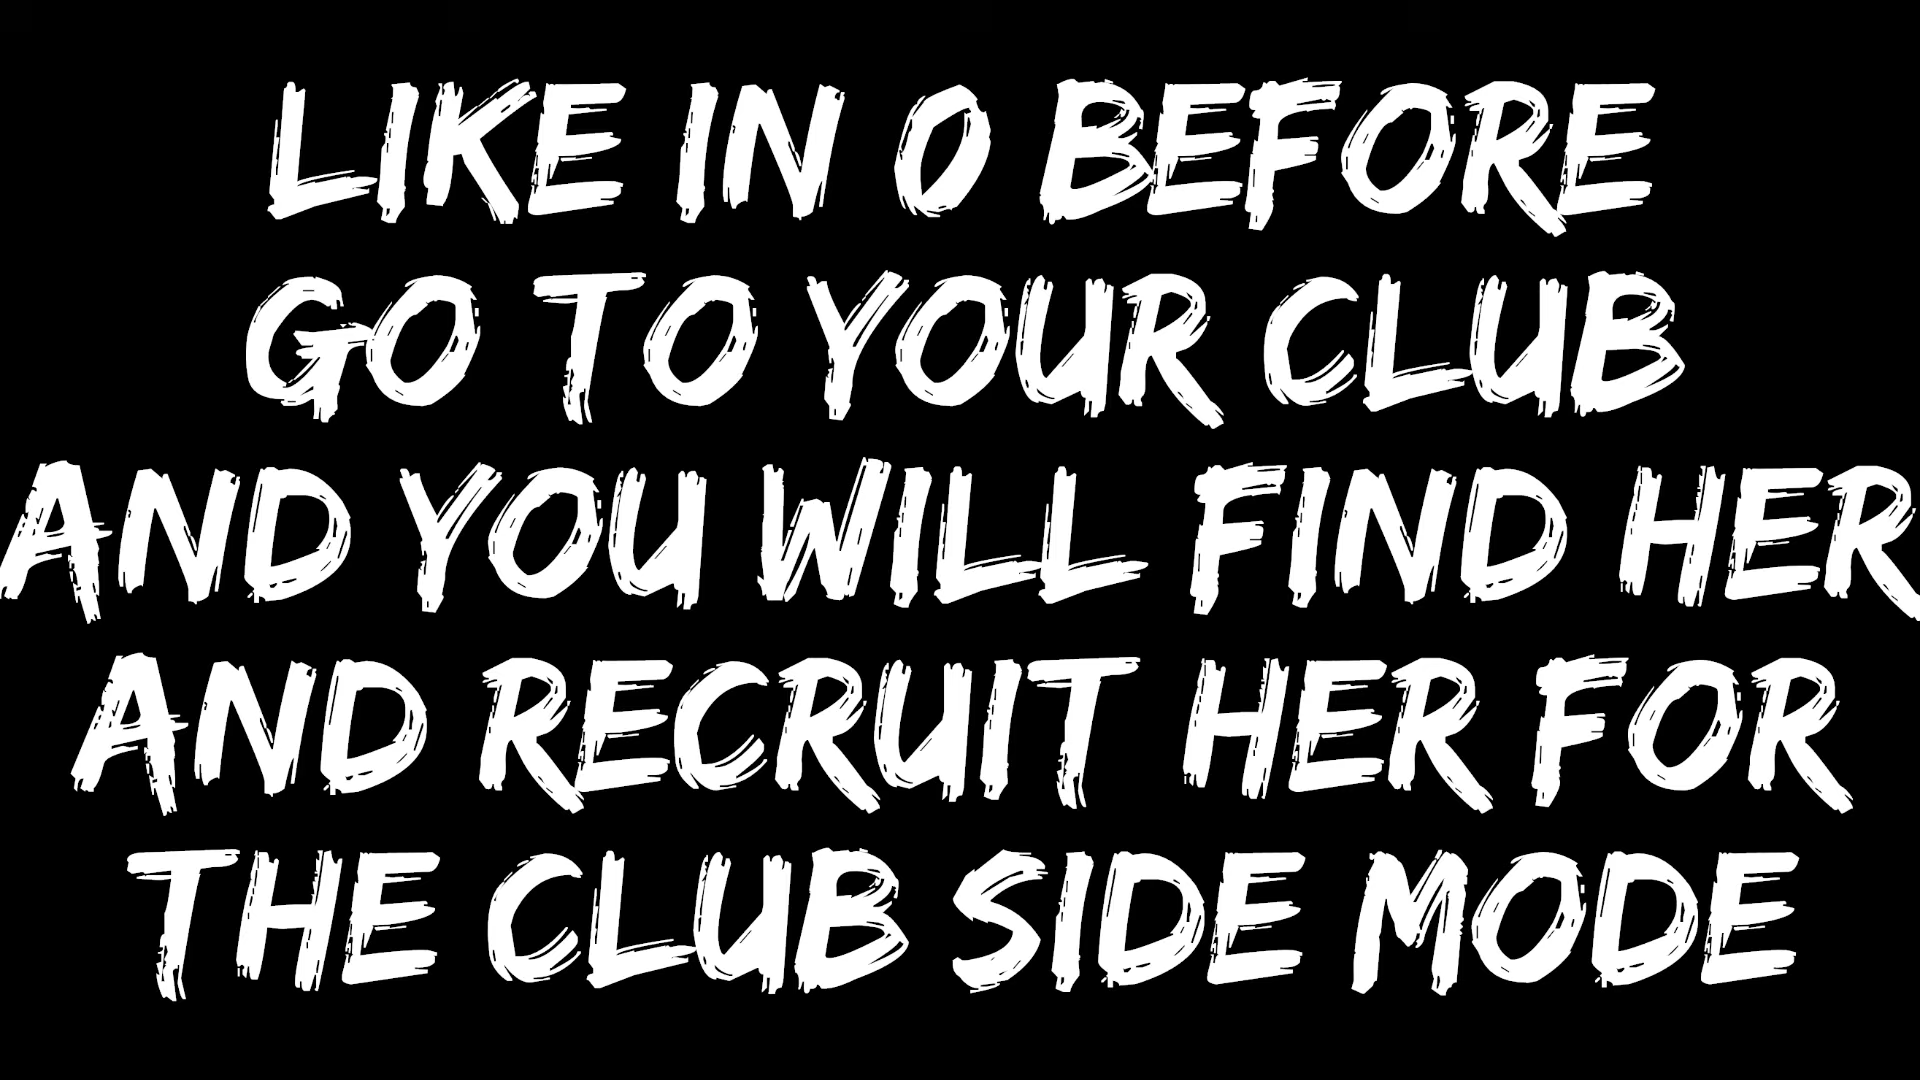 LIKE IN 0 BEFORE
GO TO YOUR CLUB
AND YOU WILL FIND HER
AND RECRUIT HER FOR
THE CLUB SIDE MODE